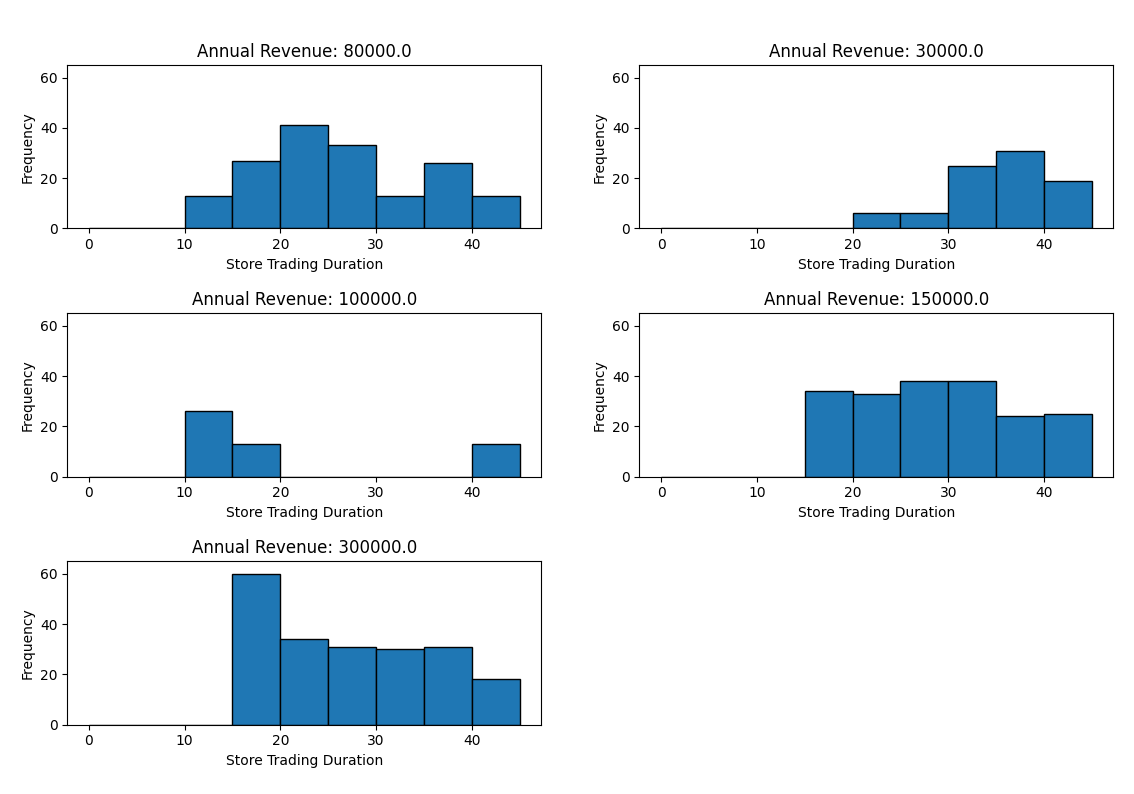 Annual Revenue: 80000.0
60
40
20
0
Frequency
0 10 20 30 40
Store Trading Duration
Annual Revenue: 30000.0
60
40
20
0
Frequency
0 10 20 30 40
Store Trading Duration
Annual Revenue: 100000.0
60
40
20
0
Frequency
0 10 20 30 40
Store Trading Duration
Annual Revenue: 150000.0
60
40
20
0
Frequency
0 10 20 30 40
Store Trading Duration
Annual Revenue: 300000.0
60
40
20
0
Frequency
0 10 20 30 40
Store Trading Duration